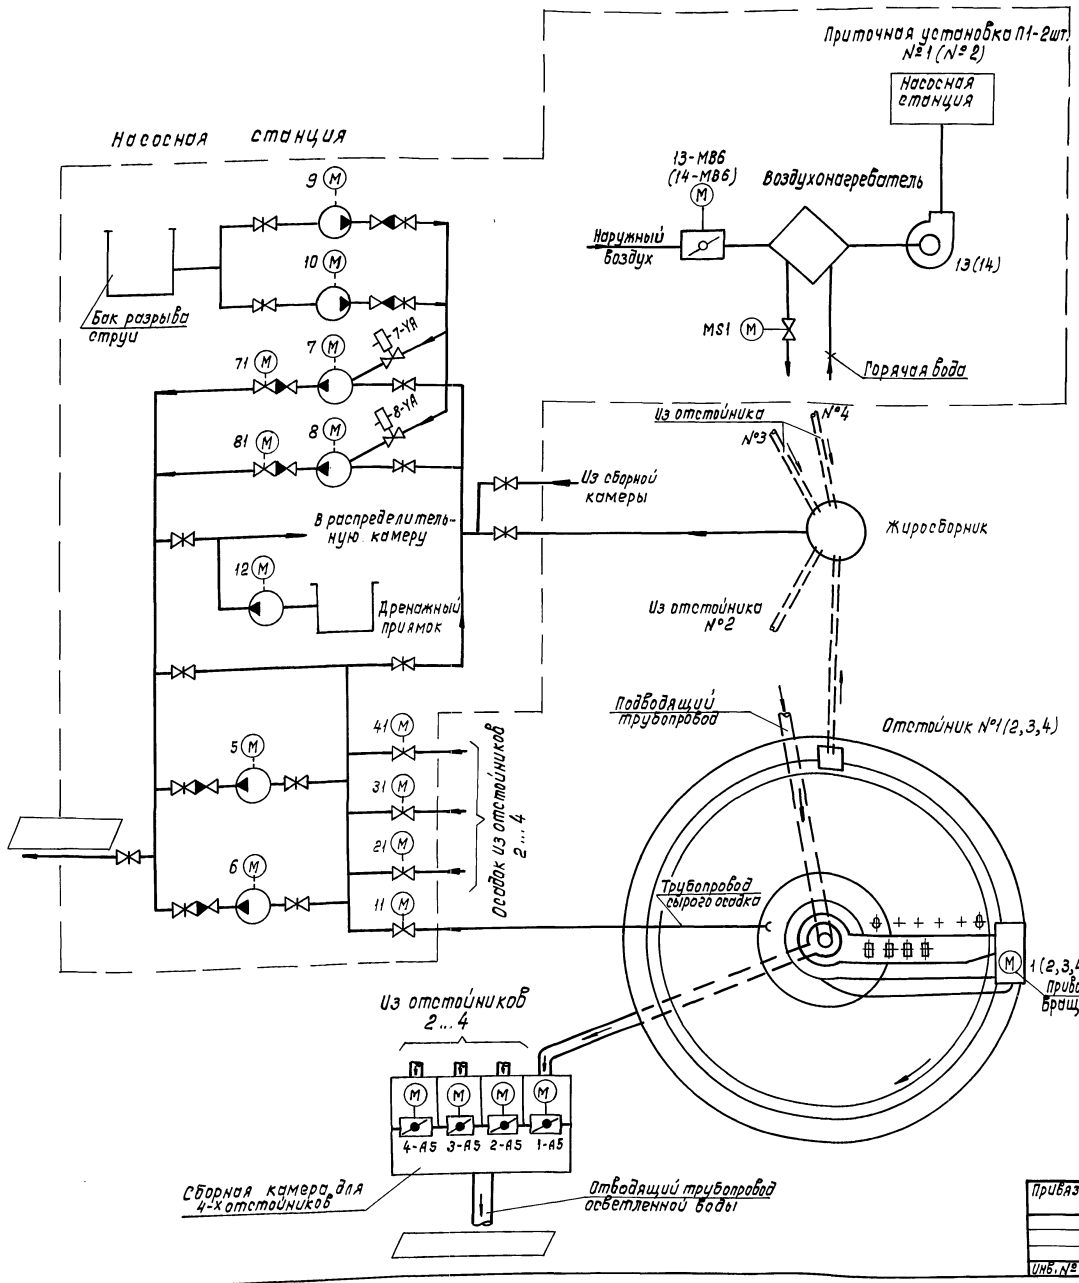 Приточная установка П1-2шт.
№1 (№2)
Насосная
станция
Насосная станция
13-МВ6
(14-МВ6)
М
Воздухонагреватель
Наружный
воздух
13(14)
MS1
М
Горячая вода
9
М
10
М
Бак разрыва
струи
7-YA
7
М
71
М
8-YA
8
М
81
М
Из отстойника
№4
№3
Из сборной
камеры
Жиросборник
В распределитель-
ную камеру
12
М
Дренажный
приямок
Из отстойника
№2
Подводящий
трубопровод
Отстойник №1(2,3,4)
41
М
5
М
31
М
21
М
6
М
11
М
Осадок из отстойников
2...4
Трубопровод
сырого осадка
М
1(2,3,4
Приво
вращ
Из отстойников
2...4
М
М
М
М
4-А5
3-А5
2-А5
1-А5
Сборная камера для
4-х отстойников
Отводящий трубопровод
осветленной воды
Привяз
Инв.№